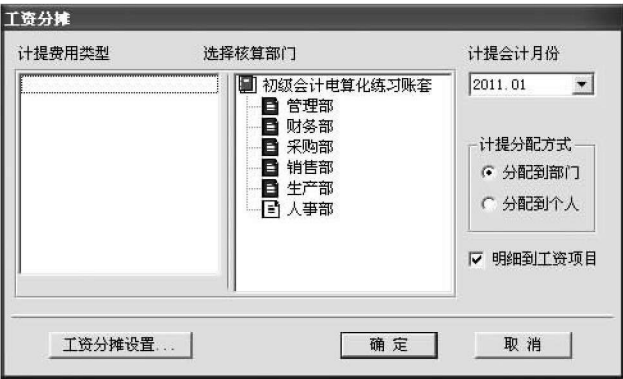 工资分摊
计提费用类型
选择核算部门
计提会计月份
初级会计电算化练习账套
管理部
财务部
采购部
销售部
生产部
人事部
2011.01
计提分配方式
分配到部门
分配到个人
明细到工资项目
工资分摊设置...
确定
取消